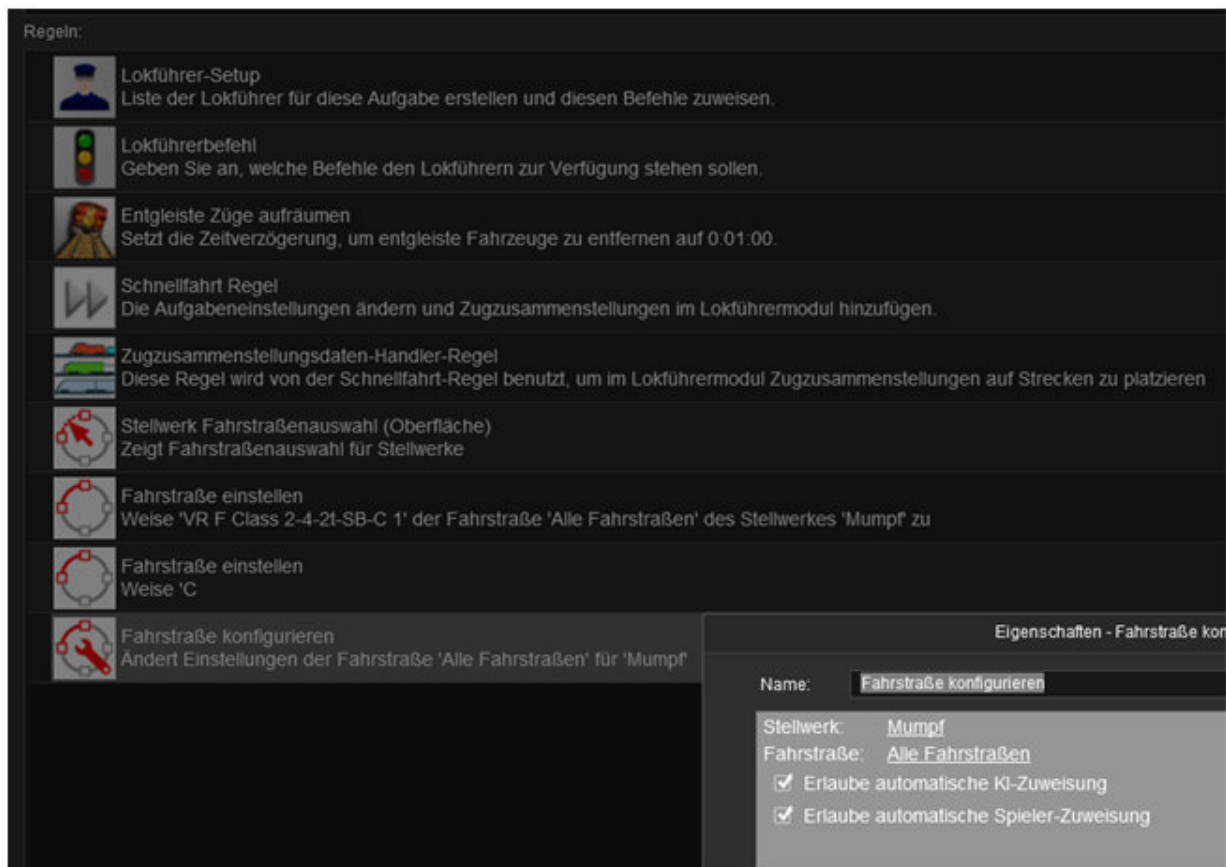 Regeln:
Lokführer-Setup
Liste der Lokführer für diese Aufgabe erstellen und diesen Befehle zuweisen.
Lokführerbefehl
Geben Sie an, welche Befehle den Lokführern zur Verfügung stehen sollen.
Entgleiste Züge aufräumen
Setzt die Zeitverzögerung, um entgleiste Fahrzeuge zu entfernen auf 0:01:00.
Schnellfahrt Regel
Die Aufgabeneinstellungen ändern und Zugzusammenstellungen im Lokführermodul hinzufügen.
Zugzusammenstellungsdaten-Handler-Regel
Diese Regel wird von der Schnellfahrt-Regel benutzt, um im Lokführermodul Zugzusammenstellungen auf Strecken zu platzieren
Stellwerk Fahrstraßenauswahl (Oberfläche)
Zeigt Fahrstraßenauswahl für Stellwerke
Fahrstraße einstellen
Weise 'VR F Class 2-4-2t-SB-C 1' der Fahrstraße 'Alle Fahrstraßen' des Stellwerkes 'Mumpf' zu
Fahrstraße einstellen
Weise 'C
Fahrstraße konfigurieren
Ändert Einstellungen der Fahrstraße 'Alle Fahrstraßen' für 'Mumpf'
Eigenschaften - Fahrstraße kon
Name: Fahrstraße konfigurieren
Stellwerk: Mumpf
Fahrstraße: Alle Fahrstraßen
Erlaube automatische KI-Zuweisung
Erlaube automatische Spieler-Zuweisung